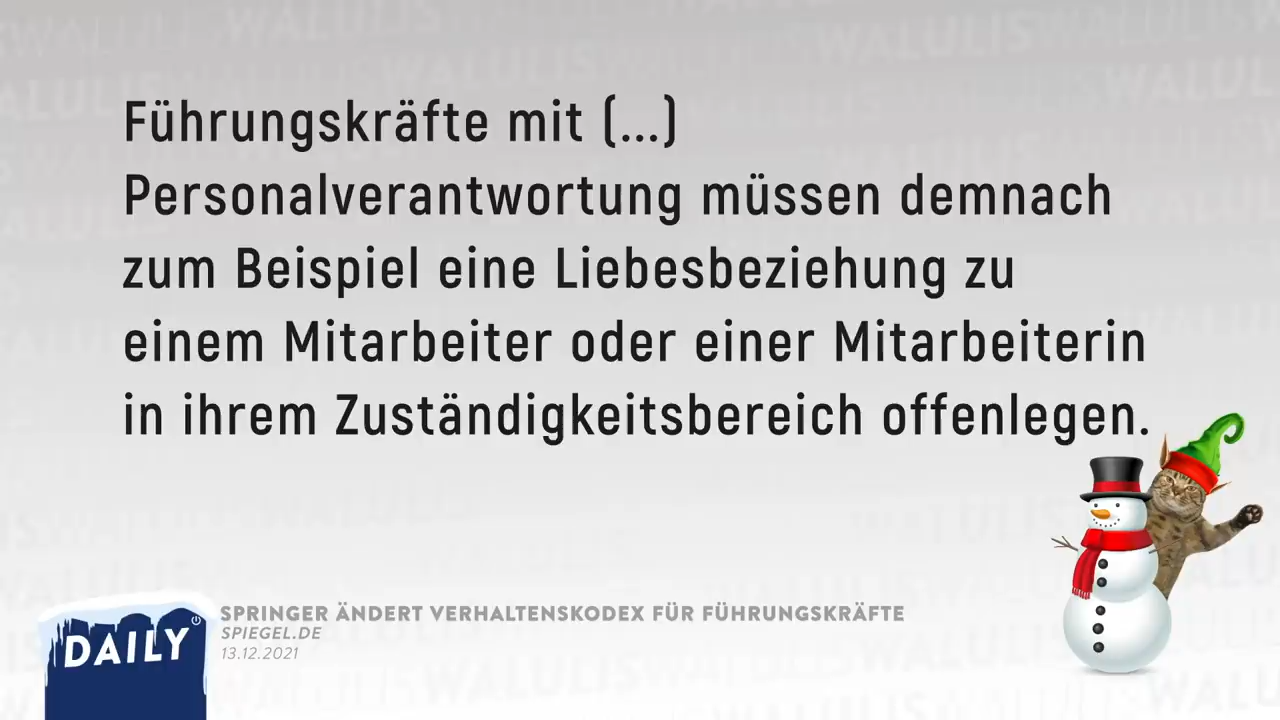 Führungskräfte mit (...)
Personalverantwortung müssen demnach
zum Beispiel eine Liebesbeziehung zu
einem Mitarbeiter oder einer Mitarbeiterin
in ihrem Zuständigkeitsbereich offenlegen.
DAILY
SPRINGER ÄNDERT VERHALTENSKODEX FÜR FÜHRUNGSKRÄFTE
SPIEGEL.DE
13.12.2021